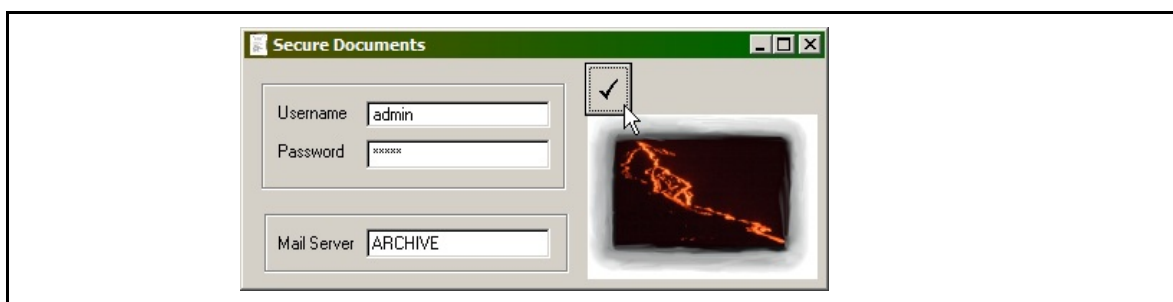 Secure Documents
Username admin
Password *****
Mail Server ARCHIVE